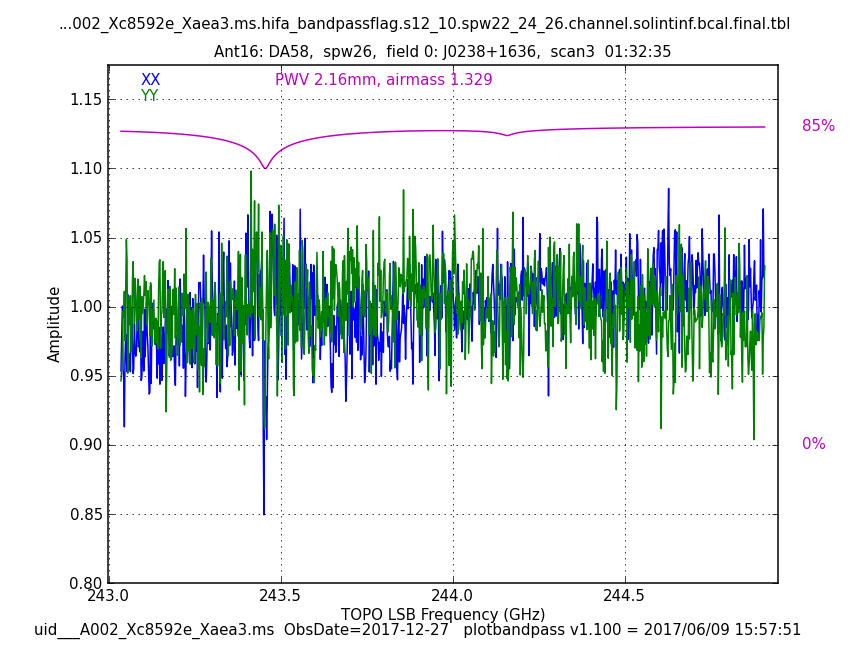 ...002_Xc8592e_Xaea3.ms.hifa_bandpassflag.s12_10.spw22_24_26.channel.solintinf.bcal.final.tbl
Ant16: DA58,  spw26,  field 0: J0238+1636,  scan3  01:32:35
XX
PWV 2.16mm, airmass 1.329
YY
1.15
85%
1.10
1.05
1.00
Amplitude
0.95
0.90
0%
0.85
0.80
243.0
243.5
244.0
244.5
TOPO LSB Frequency (GHz)
uid___A002_Xc8592e_Xaea3.ms  ObsDate=2017-12-27   plotbandpass v1.100 = 2017/06/09 15:57:51